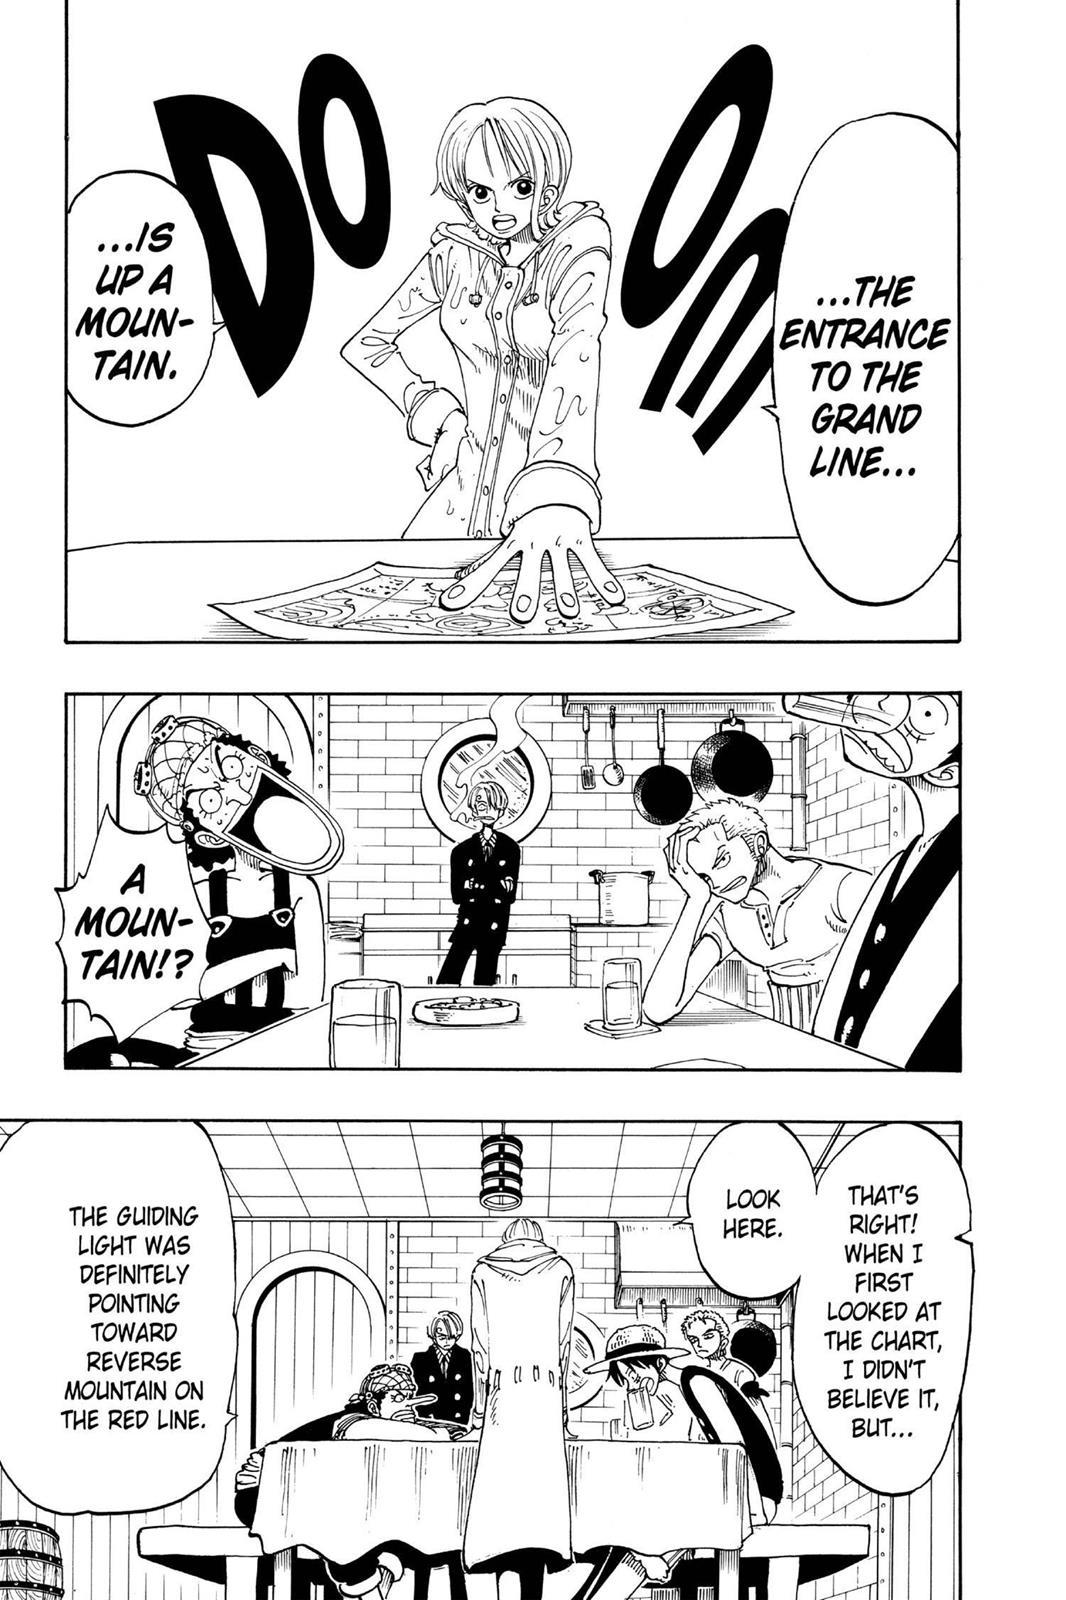 ...THE
ENTRANCE
TO THE
GRAND
LINE...
DOOM
...IS
UP A
MOUN-
TAIN.
A
MOUN-
TAIN!?
THAT'S
RIGHT!
WHEN I
FIRST
LOOKED AT
THE CHART,
I DIDN'T
BELIEVE IT,
BUT...
LOOK
HERE.
THE GUIDING
LIGHT WAS
DEFINITELY
POINTING
TOWARD
REVERSE
MOUNTAIN ON
THE RED LINE.